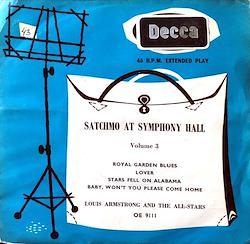 43
Decca
45 R.P.M. EXTENDED PLAY
SATCHMO AT SYMPHONY HALL
Volume 3
ROYAL GARDEN BLUES
LOVER
STARS FELL ON ALABAMA
BABY, WON'T YOU PLEASE COME HOME
LOUIS ARMSTRONG AND THE ALL-STARS
OE 9111